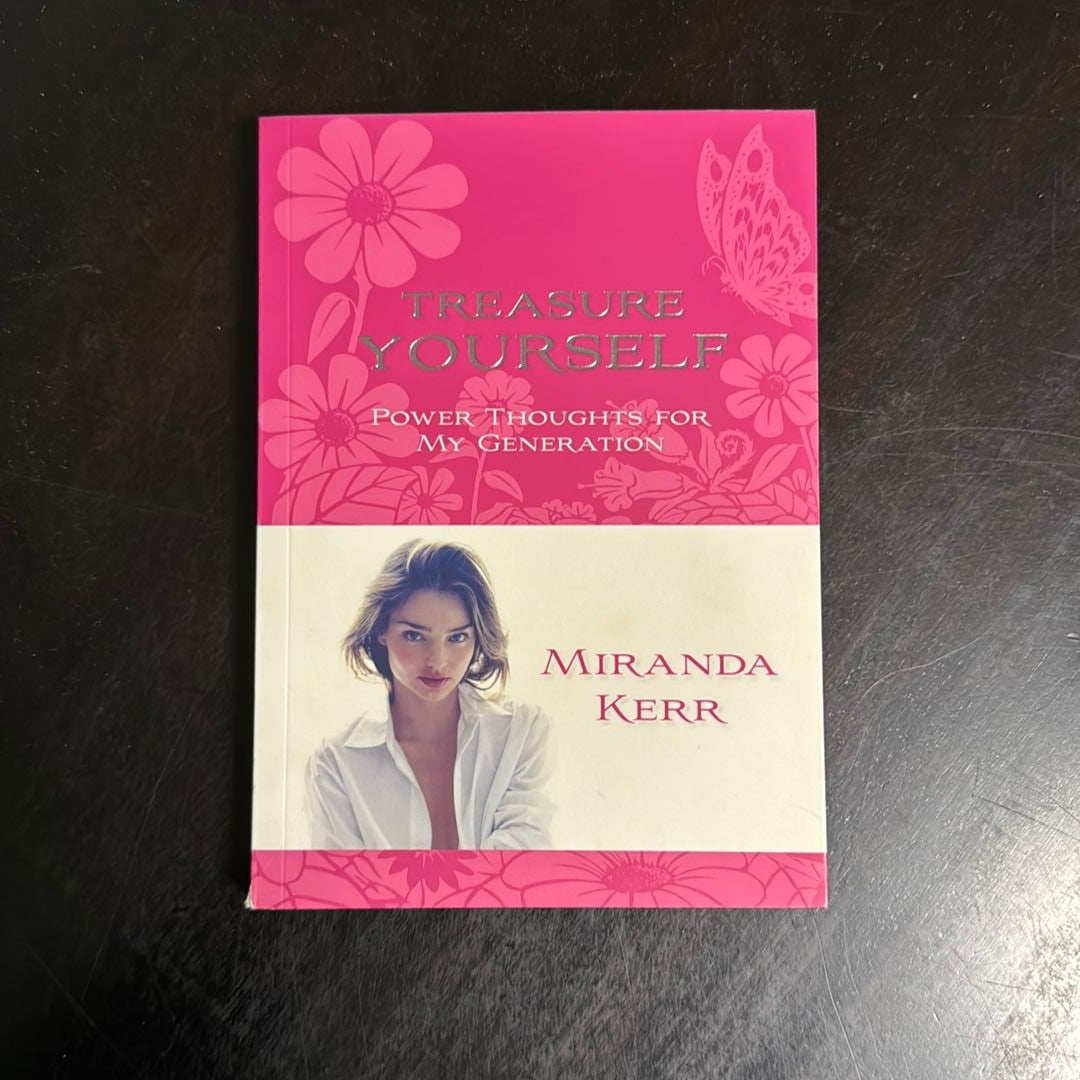 TREASURE
YOURSELF
POWER THOUGHTS FOR
MY GENERATION
MIRANDA
KERR